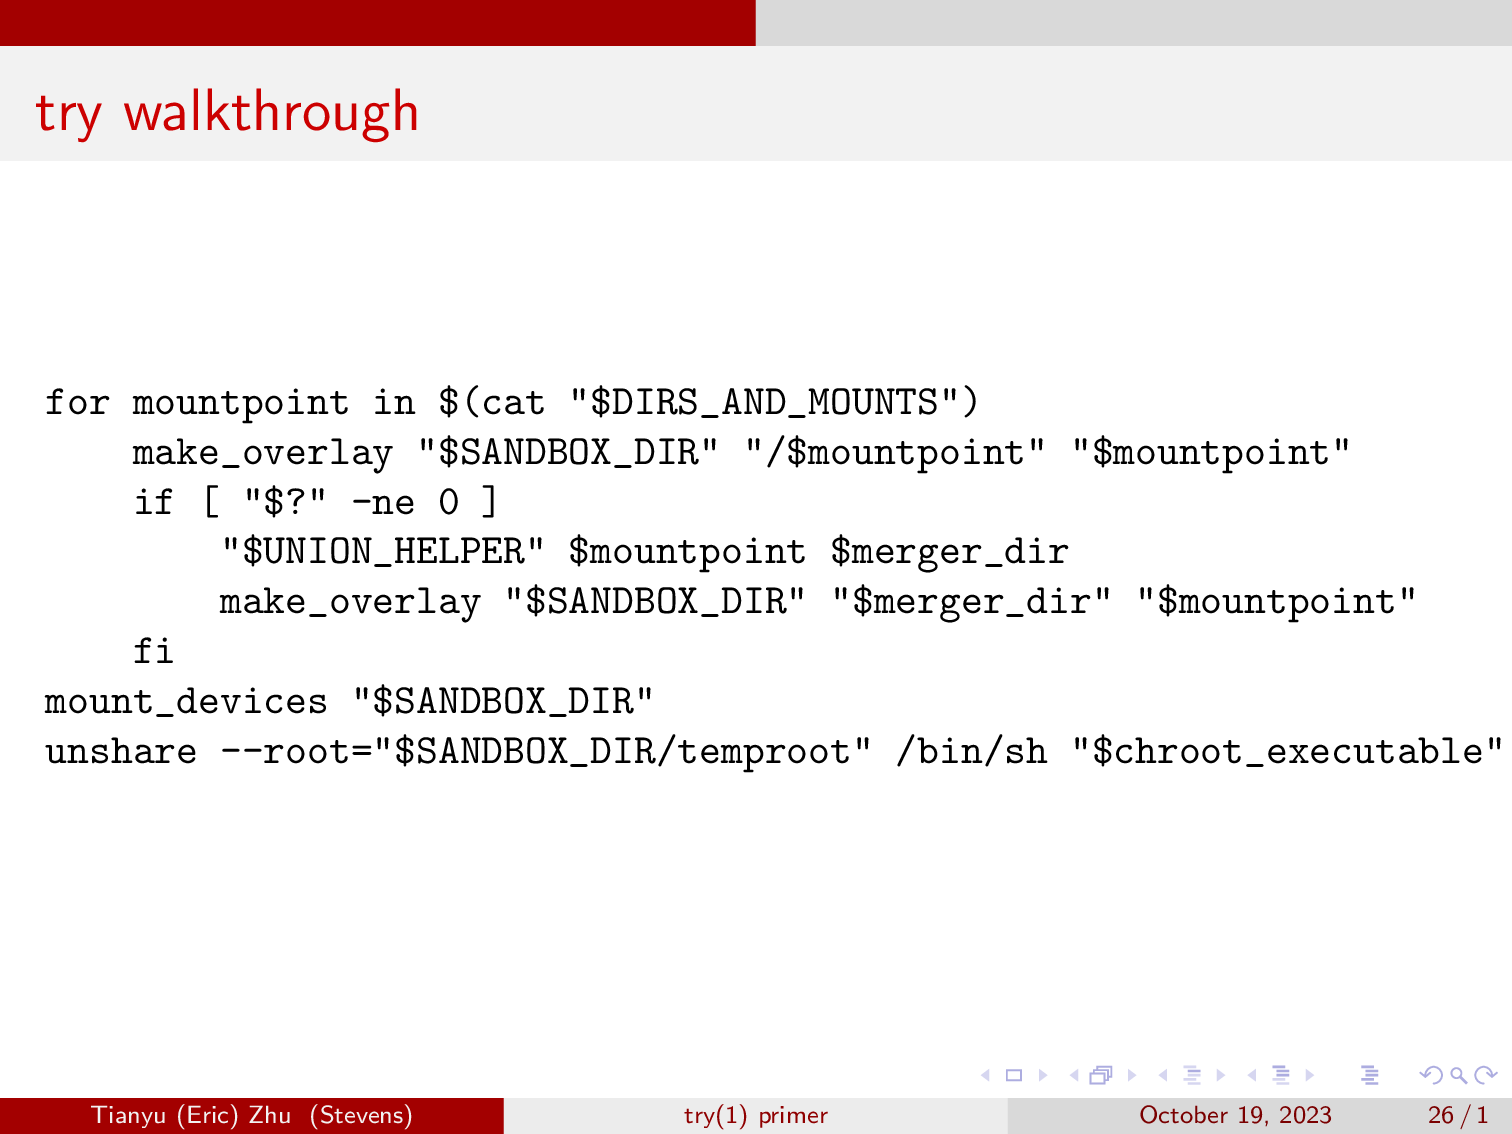 try walkthrough
for mountpoint in $(cat "$DIRS_AND_MOUNTS")
    make_overlay "$SANDBOX_DIR" "/$mountpoint" "$mountpoint"
    if [ "$?" -ne 0 ]
        "$UNION_HELPER" $mountpoint $merger_dir
        make_overlay "$SANDBOX_DIR" "$merger_dir" "$mountpoint"
    fi
mount_devices "$SANDBOX_DIR"
unshare --root="$SANDBOX_DIR/temproot" /bin/sh "$chroot_executable"
Tianyu (Eric) Zhu (Stevens) try(1) primer October 19, 2023 26 / 1